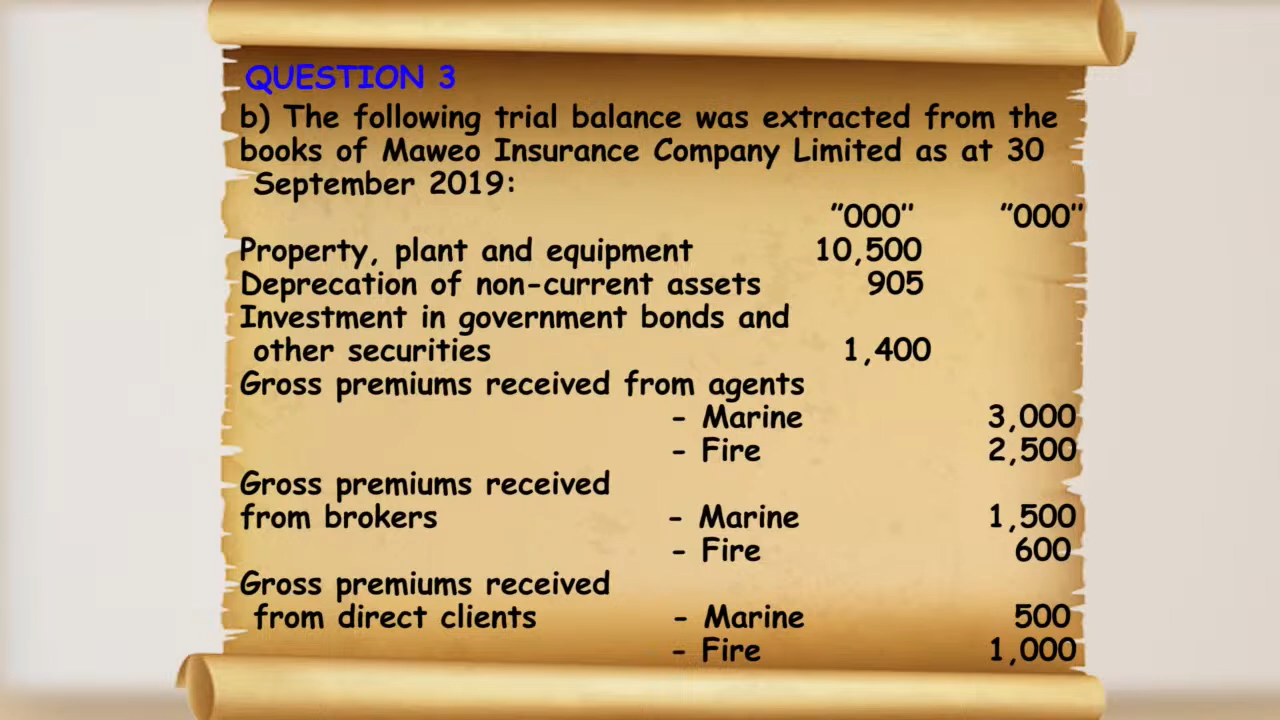 QUESTION 3
b) The following trial balance was extracted from the
books of Maweo Insurance Company Limited as at 30
September 2019:
"000" "000"
Property, plant and equipment 10,500
Deprecation of non-current assets 905
Investment in government bonds and
other securities 1,400
Gross premiums received from agents
- Marine 3,000
- Fire 2,500
Gross premiums received
from brokers - Marine 1,500
- Fire 600
Gross premiums received
from direct clients - Marine 500
- Fire 1,000